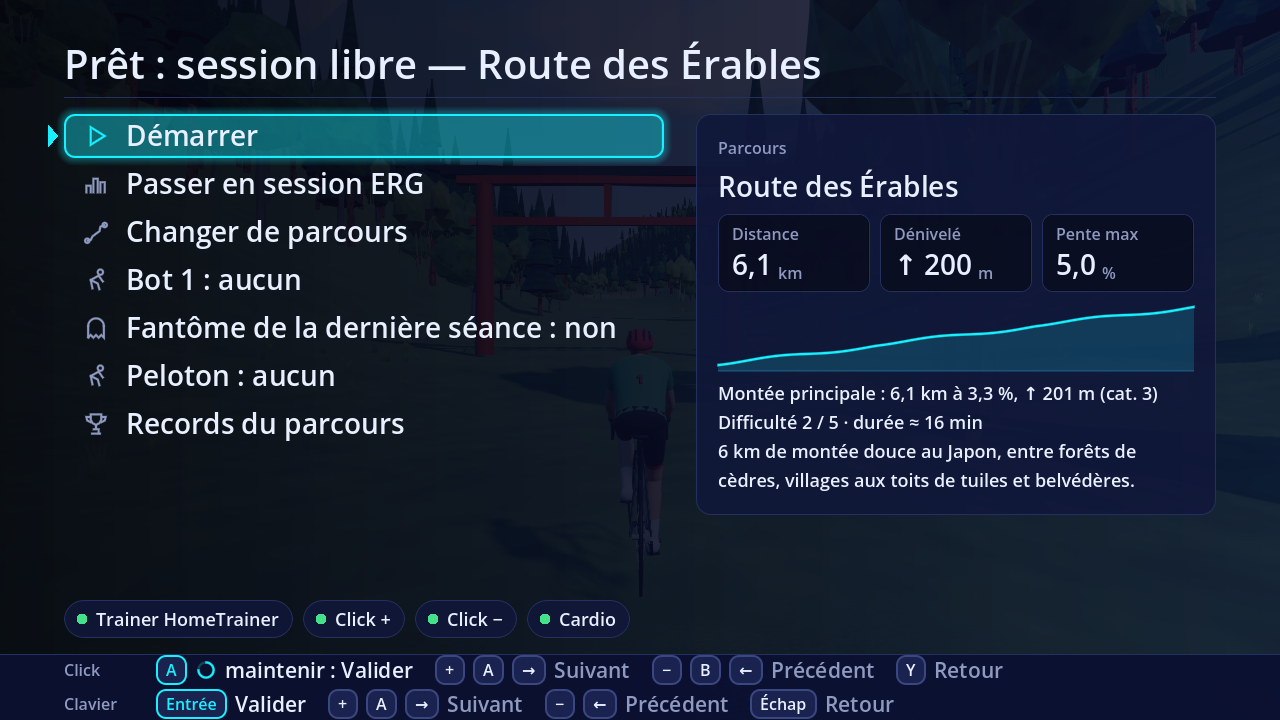 Prêt : session libre — Route des Érables
Démarrer
Passer en session ERG
Changer de parcours
Bot 1 : aucun
Fantôme de la dernière séance : non
Peloton : aucun
Records du parcours
Parcours
Route des Érables
Distance
6,1 km
Dénivelé
↑ 200 m
Pente max
5,0 %
Montée principale : 6,1 km à 3,3 %, ↑ 201 m (cat. 3)
Difficulté 2 / 5 · durée ≈ 16 min
6 km de montée douce au Japon, entre forêts de
cèdres, villages aux toits de tuiles et belvédères.
Trainer HomeTrainer
Click +
Click −
Cardio
Click A maintenir : Valider + A → Suivant − B ← Précédent Y Retour
Clavier Entrée Valider + A → Suivant − ← Précédent Échap Retour